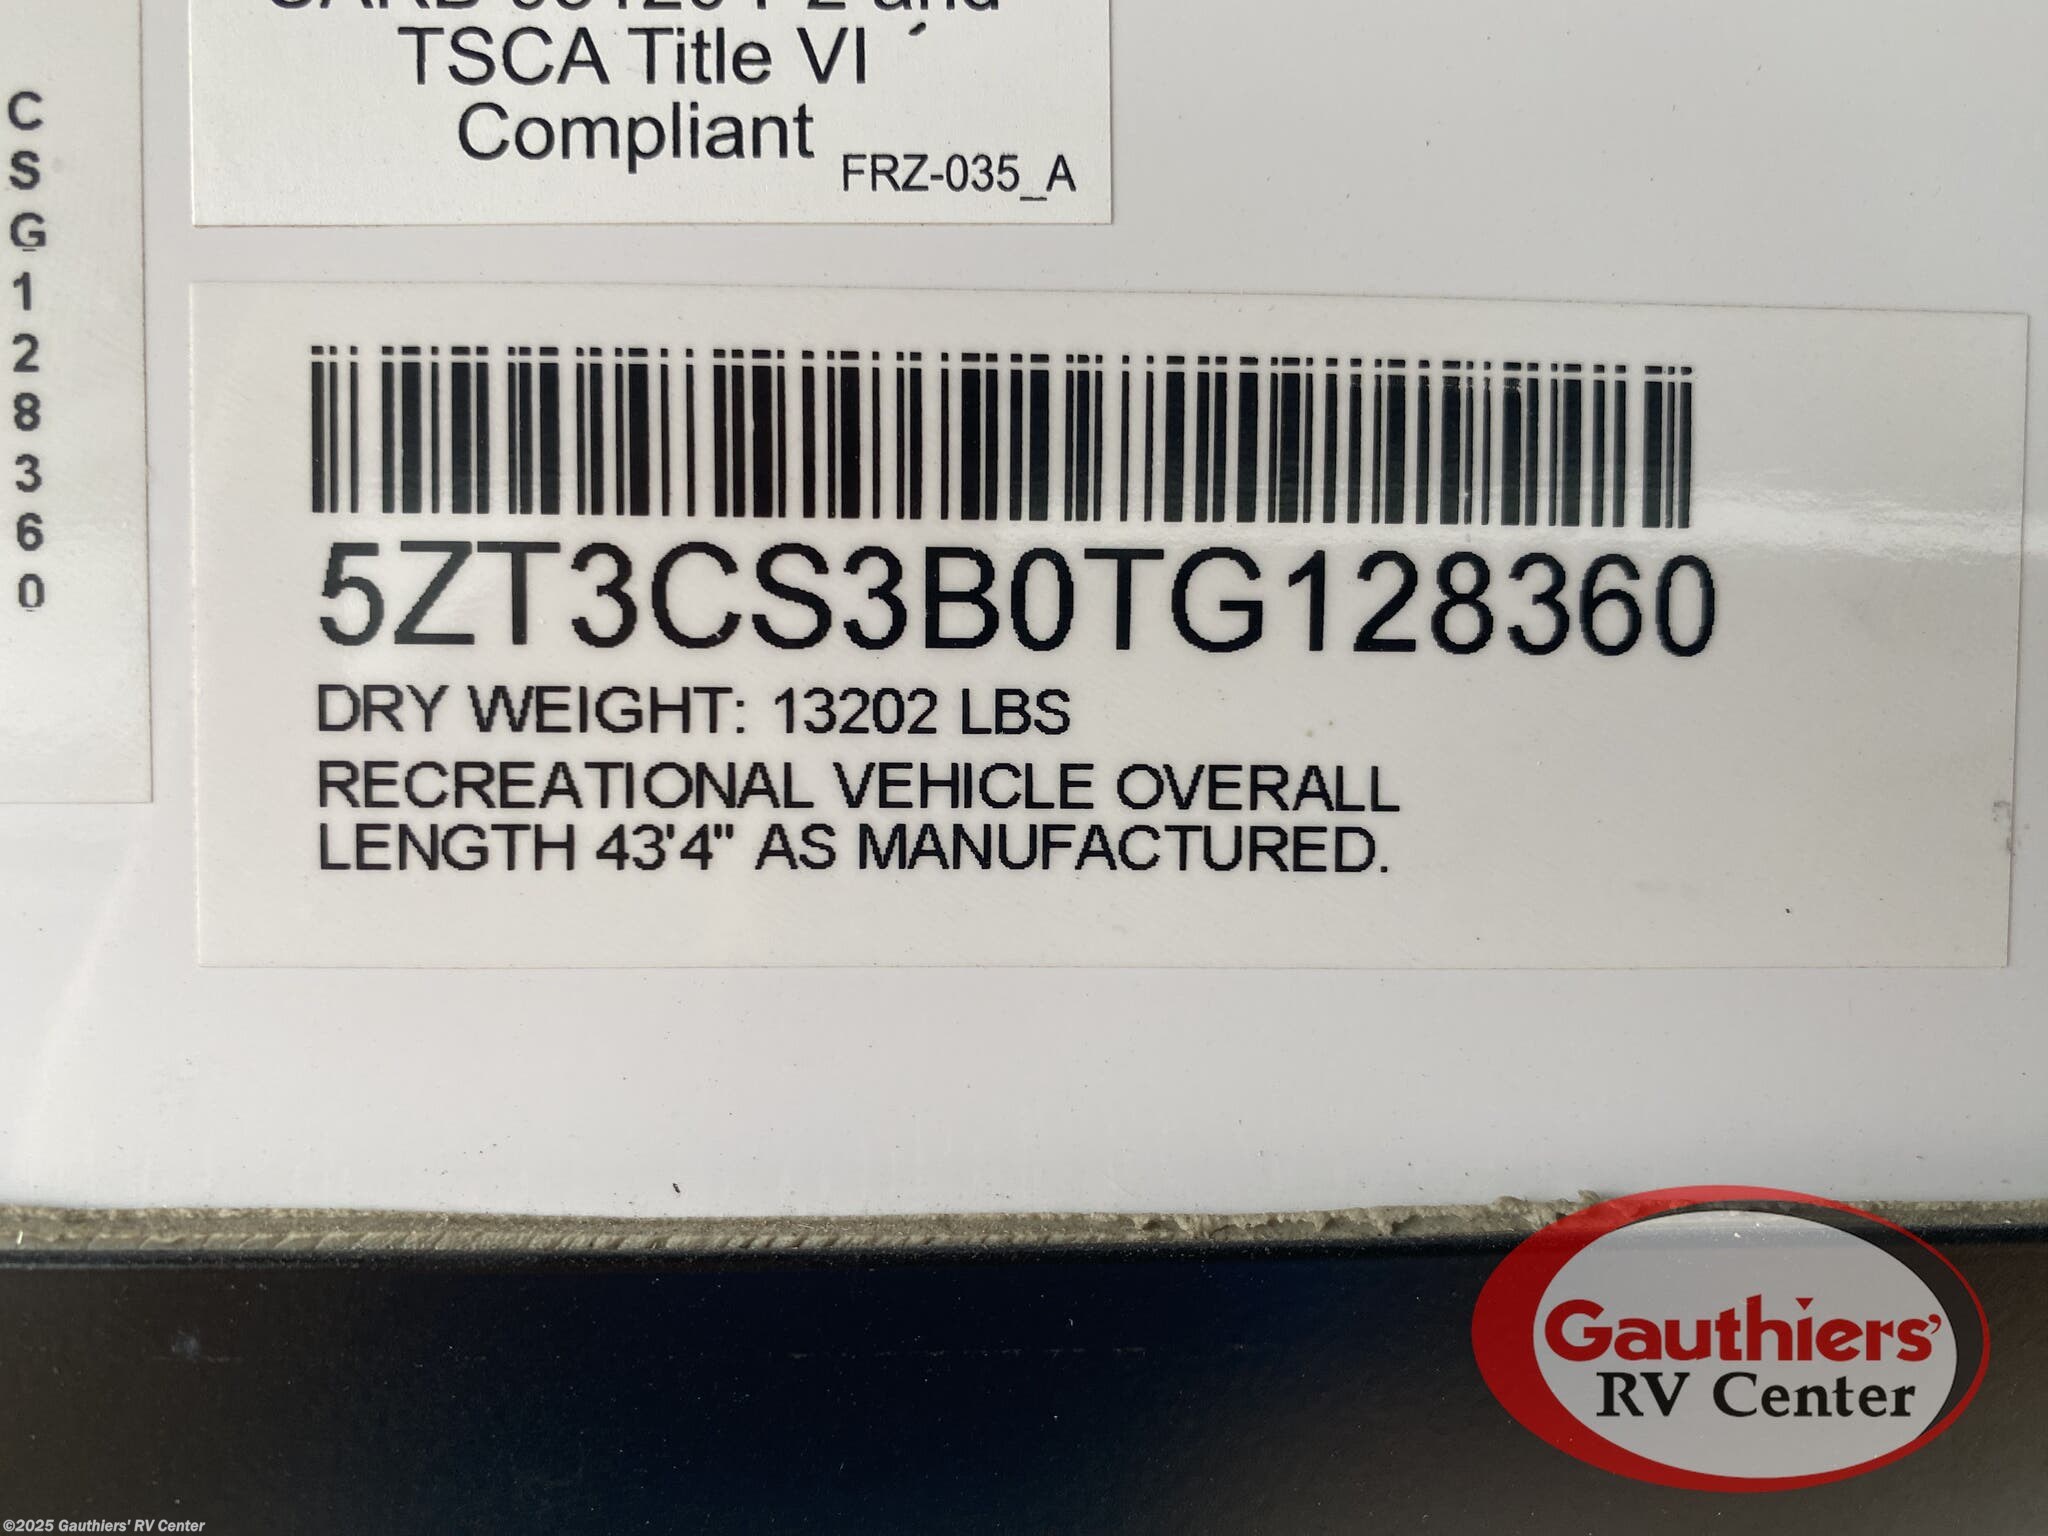 TSCA Title VI
Compliant
FRZ-035_A
C
S
G
1
2
8
3
6
0
5ZT3CS3B0TG128360
DRY WEIGHT: 13202 LBS
RECREATIONAL VEHICLE OVERALL
LENGTH 43'4" AS MANUFACTURED.
Gauthiers'
RV Center
©2025 Gauthiers' RV Center